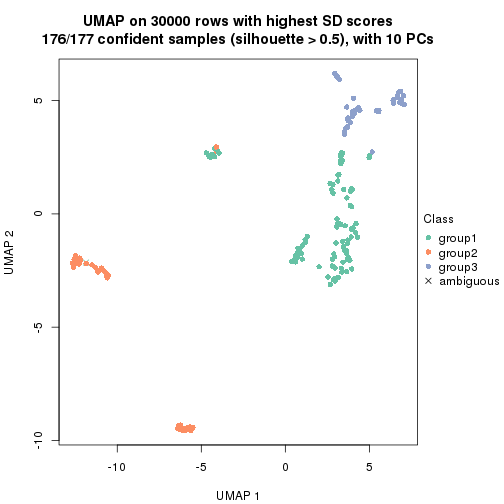 UMAP on 30000 rows with highest SD scores
176/177 confident samples (silhouette > 0.5), with 10 PCs
5
0
-5
-10
UMAP 2
-10
-5
0
5
UMAP 1
Class
group1
group2
group3
ambiguous